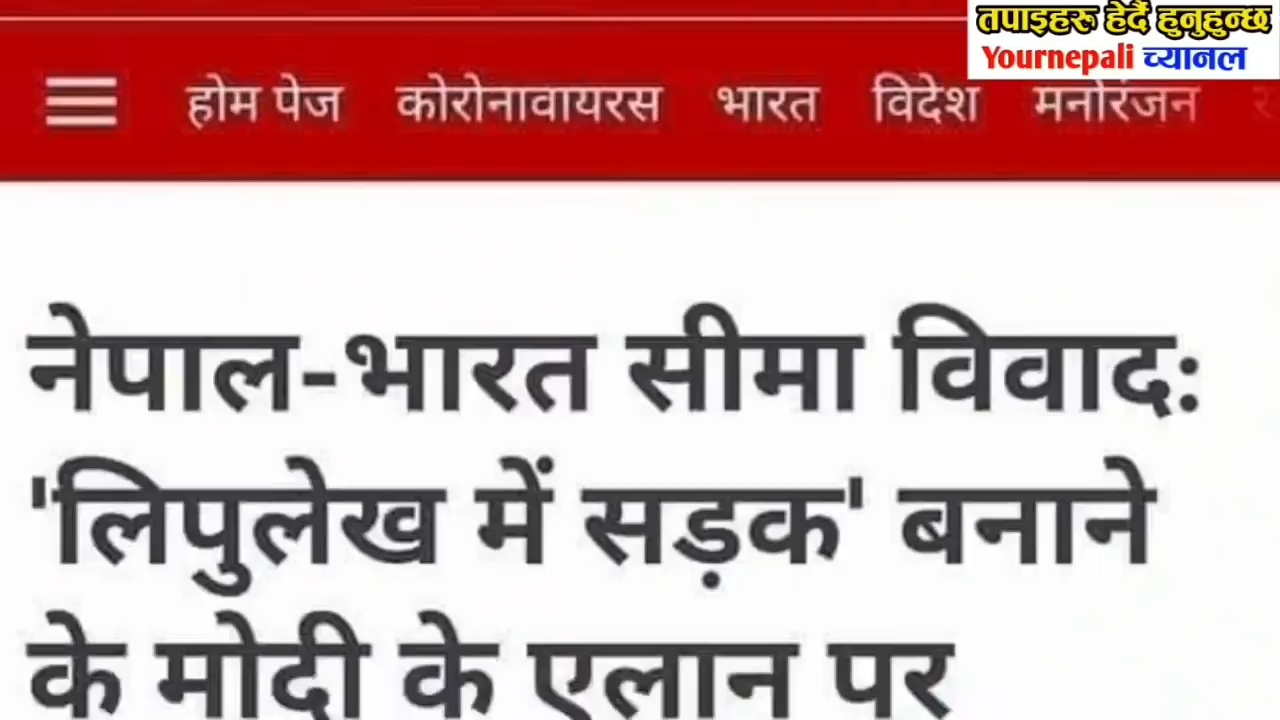 तपाइहरू हेर्दै हुनुहुन्छ
Yournepali च्यानल
होम पेज कोरोनावायरस भारत विदेश मनोरंजन
नेपाल-भारत सीमा विवाद:
'लिपुलेख में सड़क' बनाने
के मोदी के एलान पर